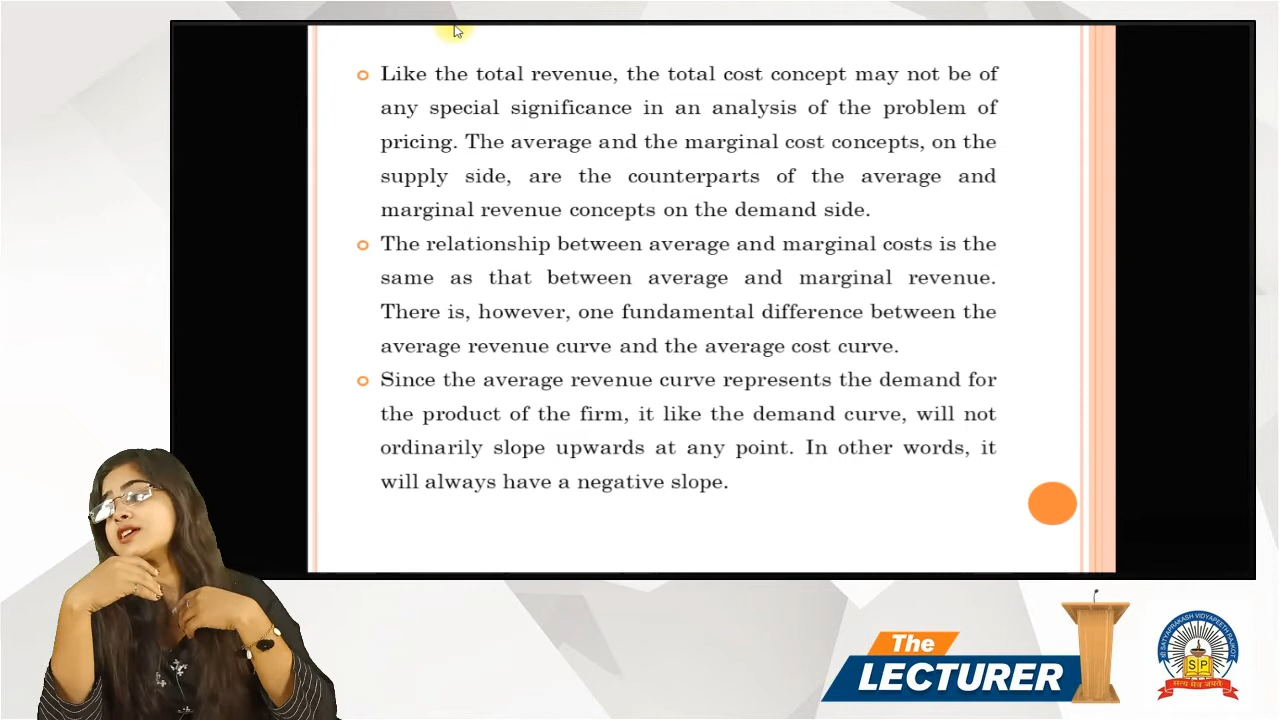 Like the total revenue, the total cost concept may not be of
any special significance in an analysis of the problem of
pricing. The average and the marginal cost concepts, on the
supply side, are the counterparts of the average and
marginal revenue concepts on the demand side.
The relationship between average and marginal costs is the
same as that between average and marginal revenue.
There is, however, one fundamental difference between the
average revenue curve and the average cost curve.
Since the average revenue curve represents the demand for
the product of the firm, it like the demand curve, will not
ordinarily slope upwards at any point. In other words, it
will always have a negative slope.
The
LECTURER
SATYAPRAKASH VIDYAPEETH RAJKOT
SP
सत्य मेव जयते